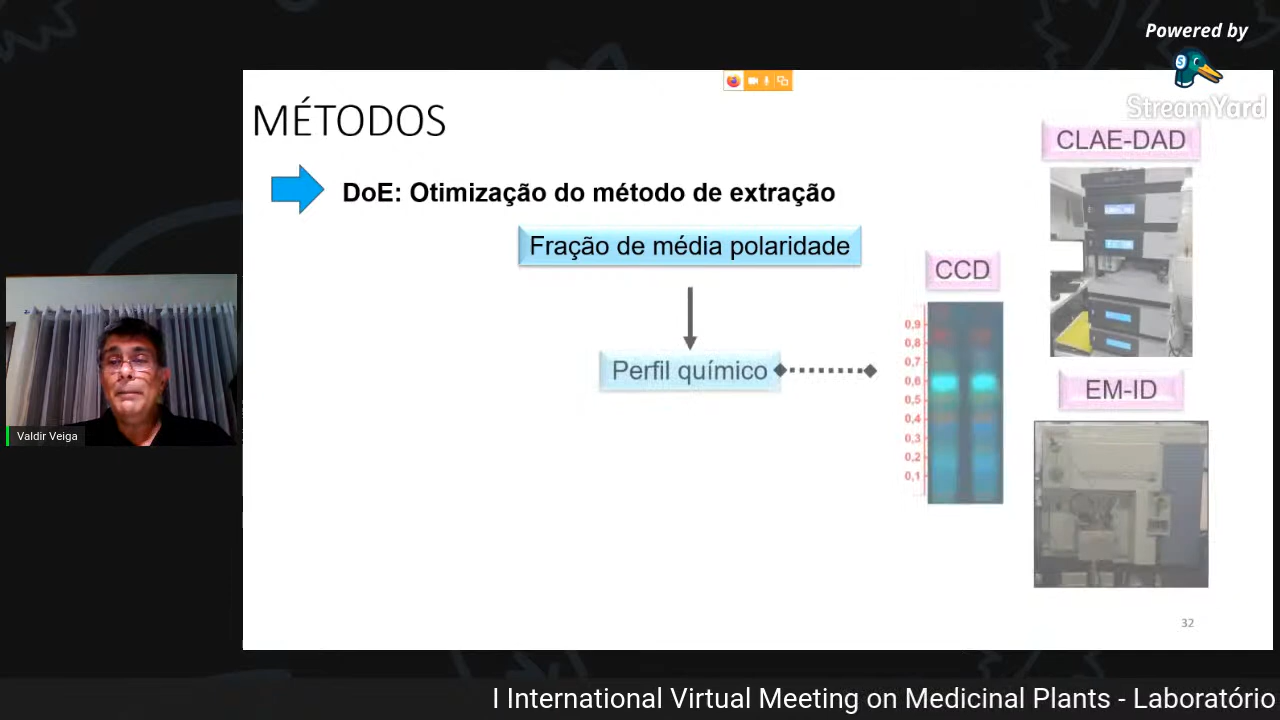 Powered by
StreamYard
MÉTODOS
CLAE-DAD
DoE: Otimização do método de extração
Fração de média polaridade
CCD
0,9
0,8
0,7
0,6
0,5
0,4
0,3
0,2
0,1
Perfil químico
EM-ID
Valdir Veiga
32
I International Virtual Meeting on Medicinal Plants - Laboratório